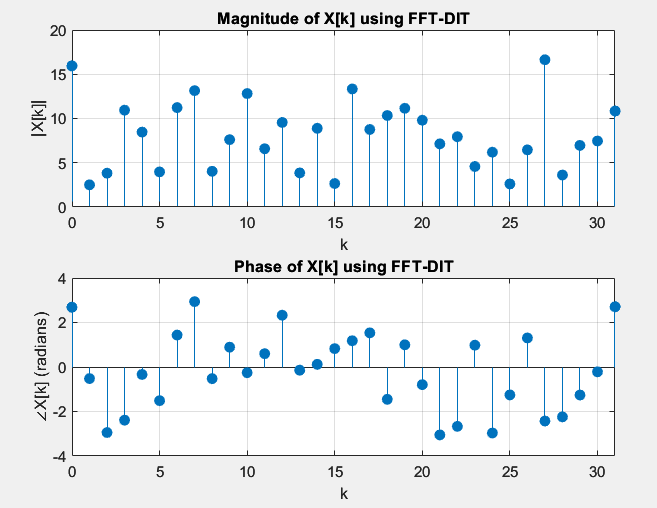 Magnitude of X[k] using FFT-DIT
20
15
10
5
0
|X[k]|
0 5 10 15 20 25 30
k
Phase of X[k] using FFT-DIT
4
2
0
-2
-4
∠X[k] (radians)
0 5 10 15 20 25 30
k